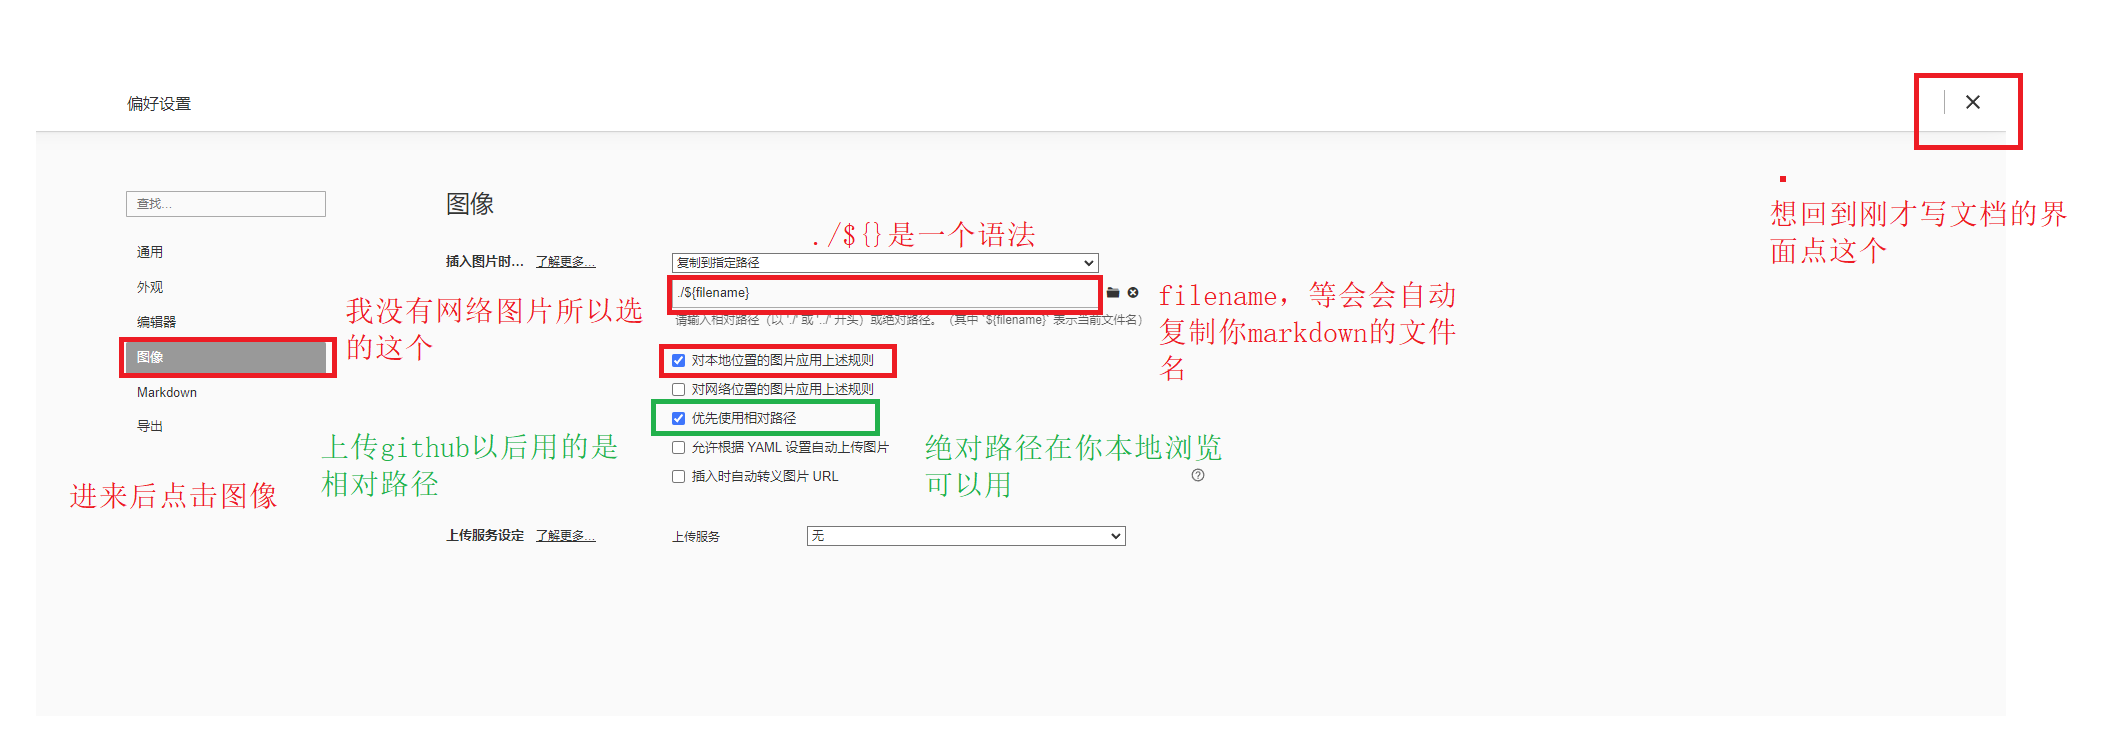 偏好设置
查找...
图像
./${}是一个语法
想回到刚才写文档的界
面点这个
通用
插入图片时... 了解更多...
复制到指定路径
外观
./${filename}
filename，等会会自动
复制你markdown的文件
名
我没有网络图片所以选
的这个
编辑器
请输入相对路径（以 './' 或 '../' 开头）或绝对路径。（其中 `${filename}` 表示当前文件名）
图像
对本地位置的图片应用上述规则
Markdown
对网络位置的图片应用上述规则
导出
优先使用相对路径
上传github以后用的是
相对路径
允许根据 YAML 设置自动上传图片
绝对路径在你本地浏览
可以用
插入时自动转义图片 URL
进来后点击图像
上传服务设定 了解更多...
上传服务
无